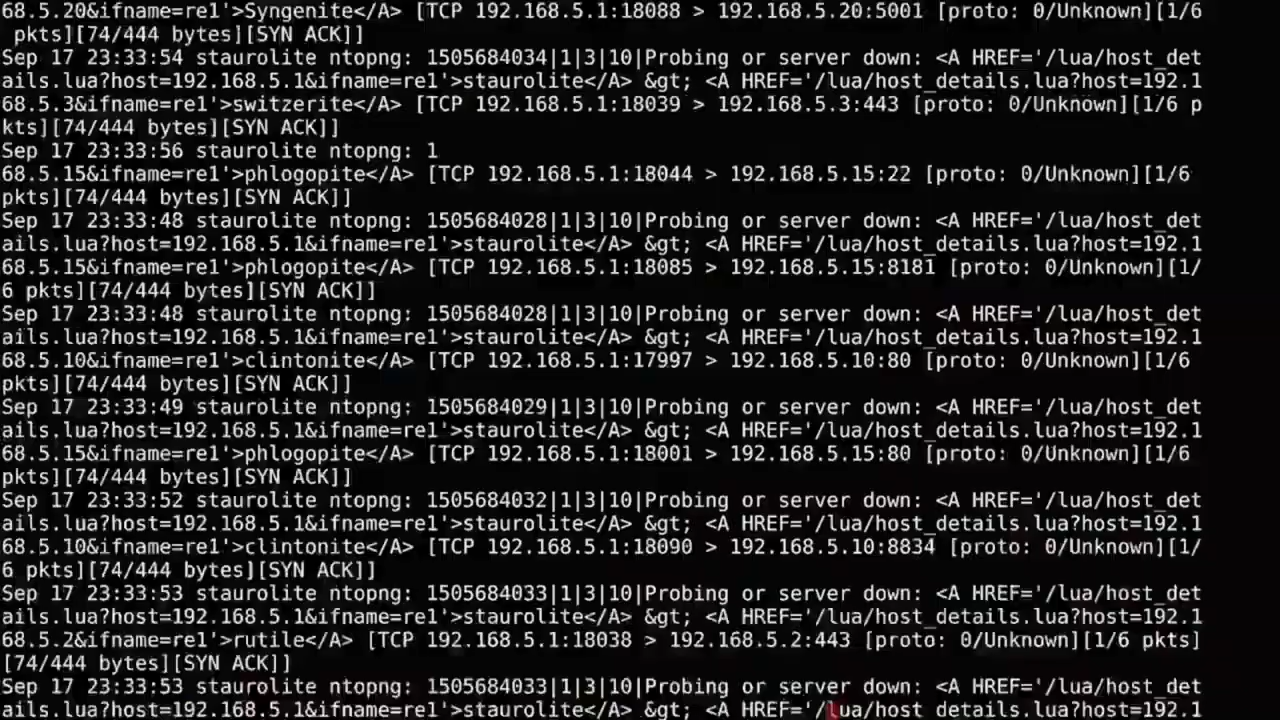 68.5.20&ifname=re1'>Syngenite</A> [TCP 192.168.5.1:18088 > 192.168.5.20:5001 [proto: 0/Unknown][1/6
pkts][74/444 bytes][SYN ACK]]
Sep 17 23:33:54 staurolite ntopng: 1505684034|1|3|10|Probing or server down: <A HREF='/lua/host_det
ails.lua?host=192.168.5.1&ifname=re1'>staurolite</A> &gt; <A HREF='/lua/host_details.lua?host=192.1
68.5.3&ifname=re1'>switzerite</A> [TCP 192.168.5.1:18039 > 192.168.5.3:443 [proto: 0/Unknown][1/6 p
kts][74/444 bytes][SYN ACK]]
Sep 17 23:33:56 staurolite ntopng: 1
68.5.15&ifname=re1'>phlogopite</A> [TCP 192.168.5.1:18044 > 192.168.5.15:22 [proto: 0/Unknown][1/6
pkts][74/444 bytes][SYN ACK]]
Sep 17 23:33:48 staurolite ntopng: 1505684028|1|3|10|Probing or server down: <A HREF='/lua/host_det
ails.lua?host=192.168.5.1&ifname=re1'>staurolite</A> &gt; <A HREF='/lua/host_details.lua?host=192.1
68.5.15&ifname=re1'>phlogopite</A> [TCP 192.168.5.1:18085 > 192.168.5.15:8181 [proto: 0/Unknown][1/
6 pkts][74/444 bytes][SYN ACK]]
Sep 17 23:33:48 staurolite ntopng: 1505684028|1|3|10|Probing or server down: <A HREF='/lua/host_det
ails.lua?host=192.168.5.1&ifname=re1'>staurolite</A> &gt; <A HREF='/lua/host_details.lua?host=192.1
68.5.10&ifname=re1'>clintonite</A> [TCP 192.168.5.1:17997 > 192.168.5.10:80 [proto: 0/Unknown][1/6
pkts][74/444 bytes][SYN ACK]]
Sep 17 23:33:49 staurolite ntopng: 1505684029|1|3|10|Probing or server down: <A HREF='/lua/host_det
ails.lua?host=192.168.5.1&ifname=re1'>staurolite</A> &gt; <A HREF='/lua/host_details.lua?host=192.1
68.5.15&ifname=re1'>phlogopite</A> [TCP 192.168.5.1:18001 > 192.168.5.15:80 [proto: 0/Unknown][1/6
pkts][74/444 bytes][SYN ACK]]
Sep 17 23:33:52 staurolite ntopng: 1505684032|1|3|10|Probing or server down: <A HREF='/lua/host_det
ails.lua?host=192.168.5.1&ifname=re1'>staurolite</A> &gt; <A HREF='/lua/host_details.lua?host=192.1
68.5.10&ifname=re1'>clintonite</A> [TCP 192.168.5.1:18090 > 192.168.5.10:8834 [proto: 0/Unknown][1/
6 pkts][74/444 bytes][SYN ACK]]
Sep 17 23:33:53 staurolite ntopng: 1505684033|1|3|10|Probing or server down: <A HREF='/lua/host_det
ails.lua?host=192.168.5.1&ifname=re1'>staurolite</A> &gt; <A HREF='/lua/host_details.lua?host=192.1
68.5.2&ifname=re1'>rutile</A> [TCP 192.168.5.1:18038 > 192.168.5.2:443 [proto: 0/Unknown][1/6 pkts]
[74/444 bytes][SYN ACK]]
Sep 17 23:33:53 staurolite ntopng: 1505684033|1|3|10|Probing or server down: <A HREF='/lua/host_det
ails.lua?host=192.168.5.1&ifname=re1'>staurolite</A> &gt; <A HREF='/lua/host_details.lua?host=192.1